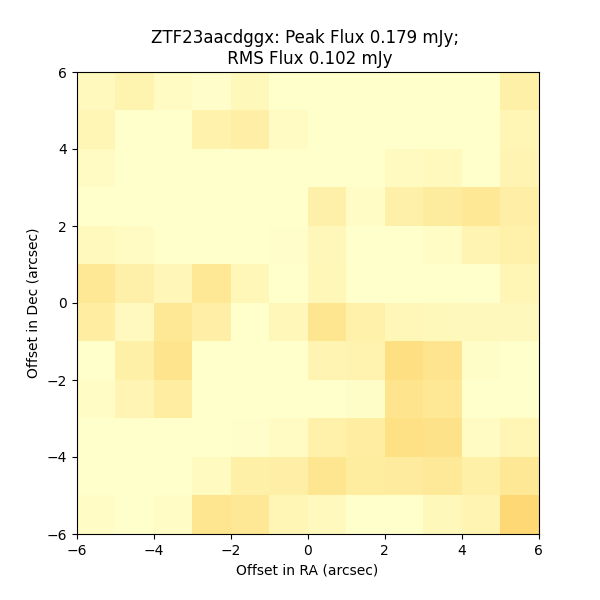 ZTF23aacdggx: Peak Flux 0.179 mJy;
RMS Flux 0.102 mJy
6
4
2
0
−2
−4
−6
Offset in Dec (arcsec)
−6 −4 −2 0 2 4 6
Offset in RA (arcsec)